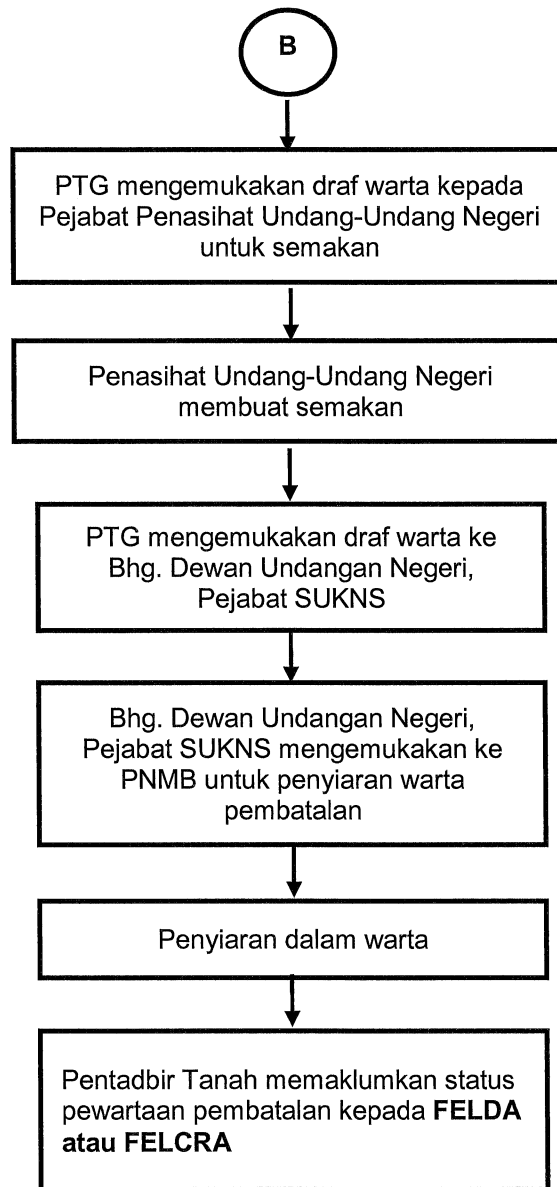 B
PTG mengemukakan draf warta kepada
Pejabat Penasihat Undang-Undang Negeri
untuk semakan
Penasihat Undang-Undang Negeri
membuat semakan
PTG mengemukakan draf warta ke
Bhg. Dewan Undangan Negeri,
Pejabat SUKNS
Bhg. Dewan Undangan Negeri,
Pejabat SUKNS mengemukakan ke
PNMB untuk penyiaran warta
pembatalan
Penyiaran dalam warta
Pentadbir Tanah memaklumkan status
pewartaan pembatalan kepada FELDA
atau FELCRA